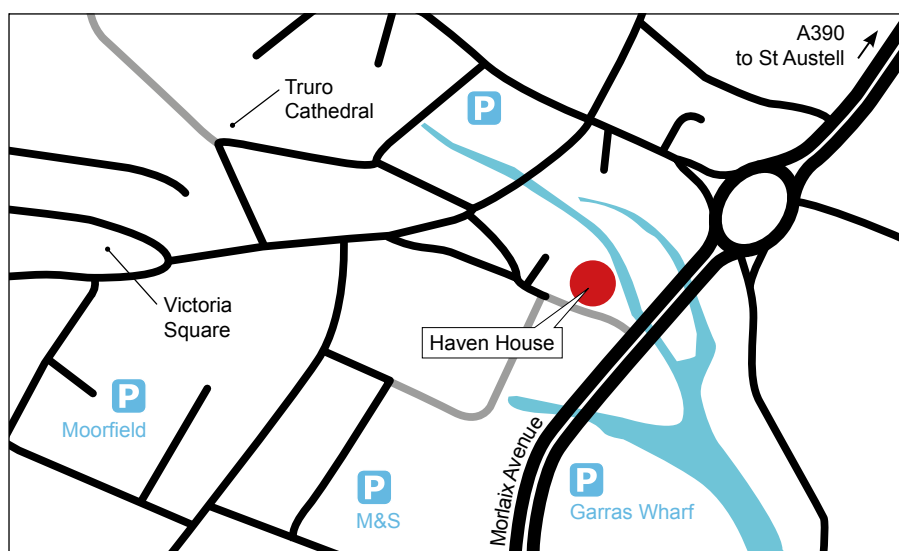 A390
to St Austell
Truro
Cathedral
P
Victoria
Square
Haven House
P
Moorfield
P
M&S
Morlaix Avenue
P
Garras Wharf